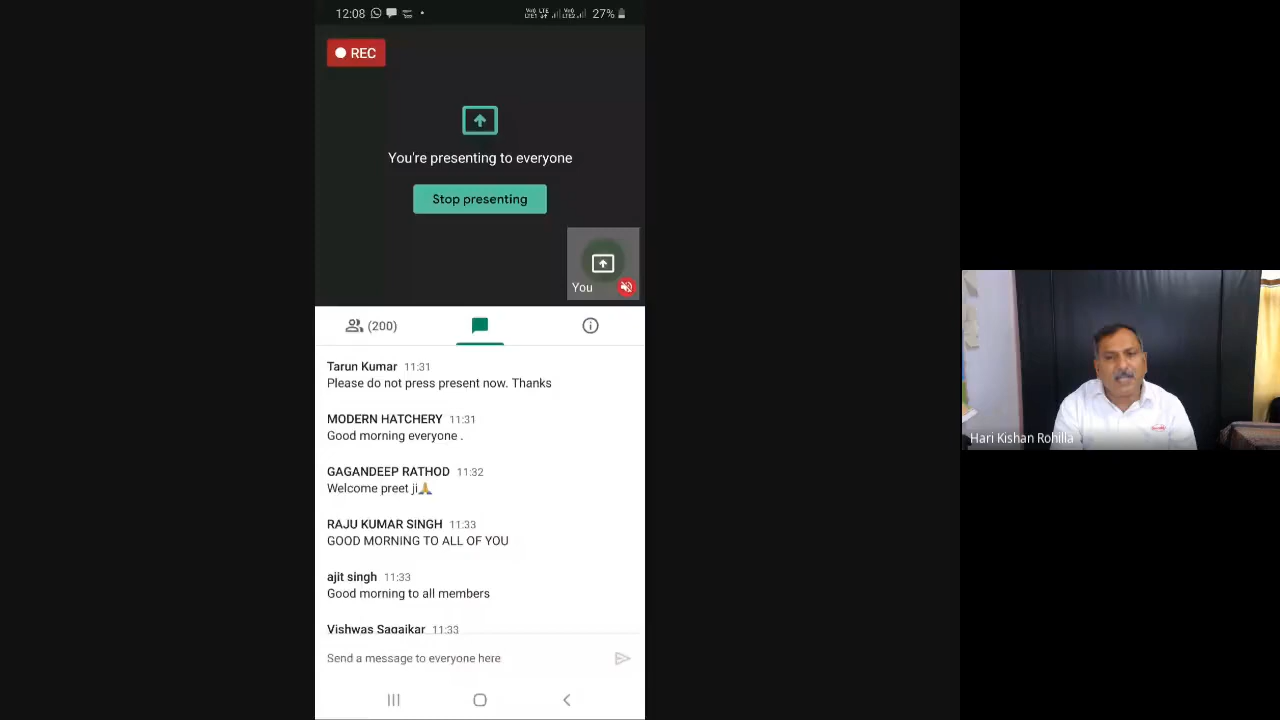 12:08 27%
REC
You're presenting to everyone
Stop presenting
You
(200)
Tarun Kumar 11:31
Please do not press present now. Thanks
MODERN HATCHERY 11:31
Good morning everyone .
GAGANDEEP RATHOD 11:32
Welcome preet ji🙏
RAJU KUMAR SINGH 11:33
GOOD MORNING TO ALL OF YOU
ajit singh 11:33
Good morning to all members
Vishwas Sagaikar 11:33
Send a message to everyone here
Hari Kishan Rohilla